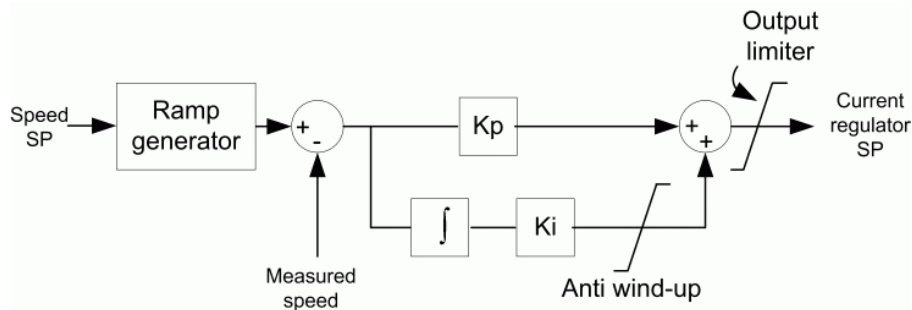 Output
limiter
Speed
SP
Ramp
generator
+
-
Kp
+
+
Current
regulator
SP
∫
Ki
Measured
speed
Anti wind-up